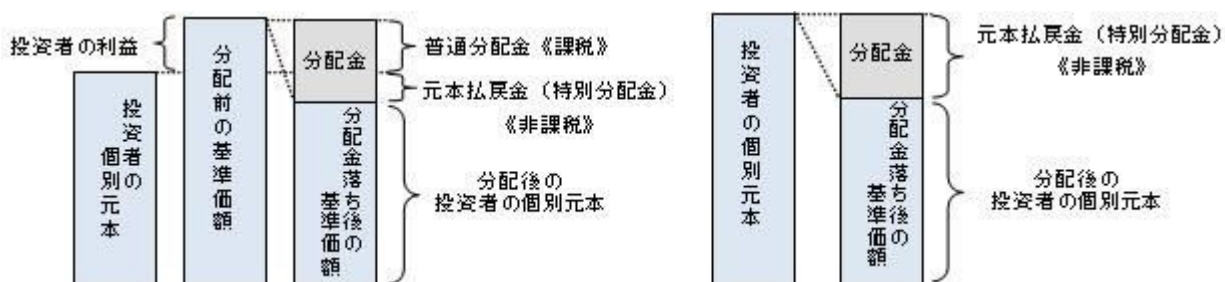 投資者の利益
投資者の
個別元本
分配前の基準価額
分配金
分配金落ち後の
基準価額
普通分配金《課税》
元本払戻金（特別分配金）
《非課税》
分配後の
投資者の個別元本
投資者の個別元本
分配金
分配金落ち後の
基準価額
元本払戻金（特別分配金）
《非課税》
分配後の
投資者の個別元本